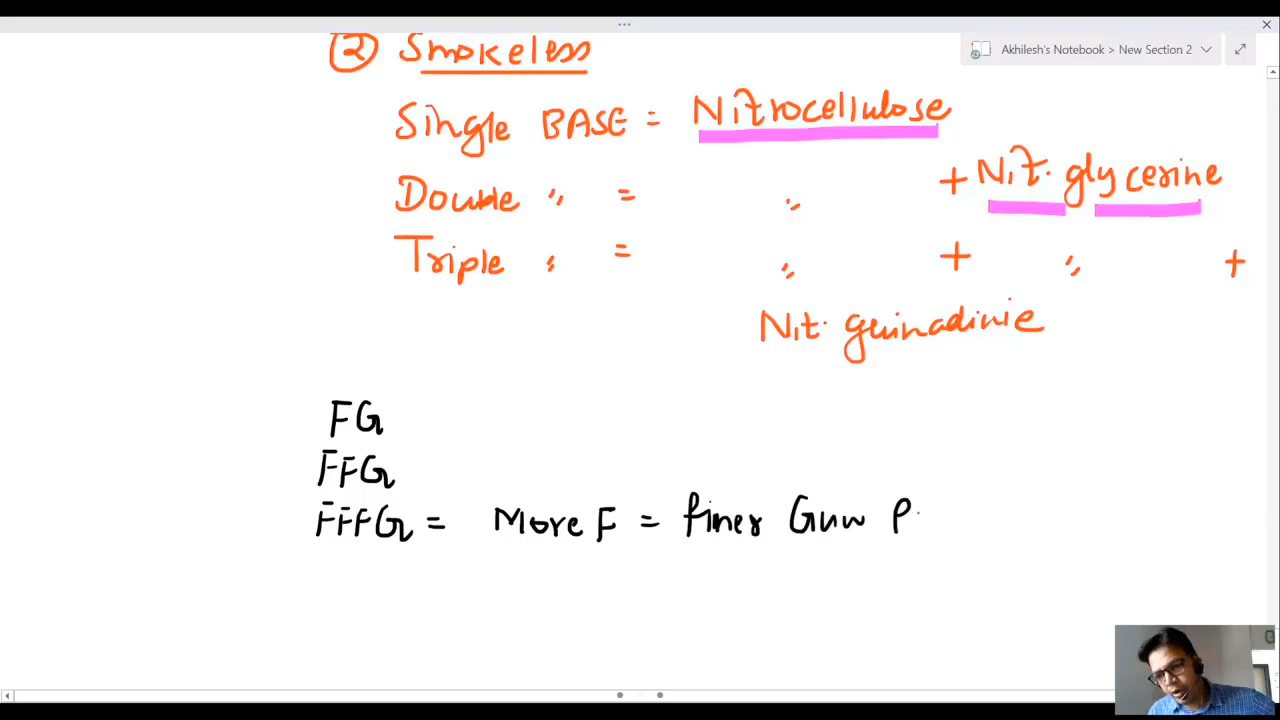 Akhilesh's Notebook > New Section 2
② Smokeless
Single BASE = Nitrocellulose
Double " = " + Nit. glycerine
Triple " = " + " +
Nit. guinadinie
FG
FFG
FFFG = More F = finer Gun P